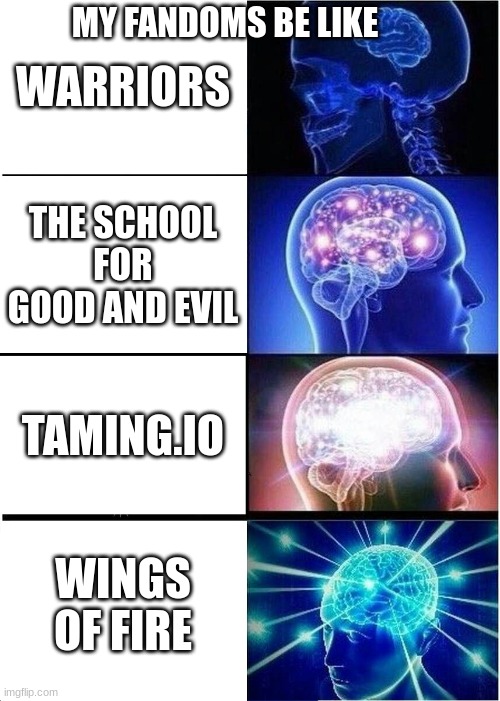 MY FANDOMS BE LIKE
WARRIORS
THE SCHOOL
FOR
GOOD AND EVIL
TAMING.IO
WINGS
OF FIRE
imgflip.com